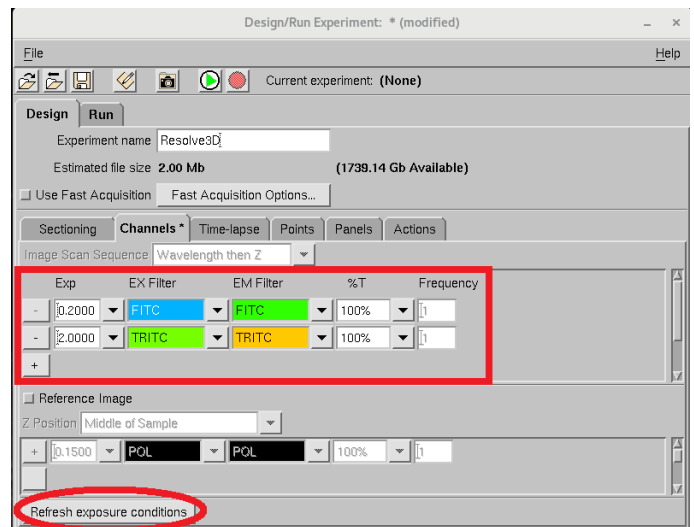 Design/Run Experiment: * (modified)
File Help
Current experiment: (None)
Design Run
Experiment name Resolve3D
Estimated file size 2.00 Mb (1739.14 Gb Available)
Use Fast Acquisition Fast Acquisition Options...
Sectioning Channels * Time-lapse Points Panels Actions
Image Scan Sequence Wavelength then Z
Exp EX Filter EM Filter %T Frequency
- 0.2000 FITC FITC 100% 1
- 2.0000 TRITC TRITC 100% 1
+
Reference Image
Z Position Middle of Sample
+ 0.1500 POL POL 100% 1
Refresh exposure conditions